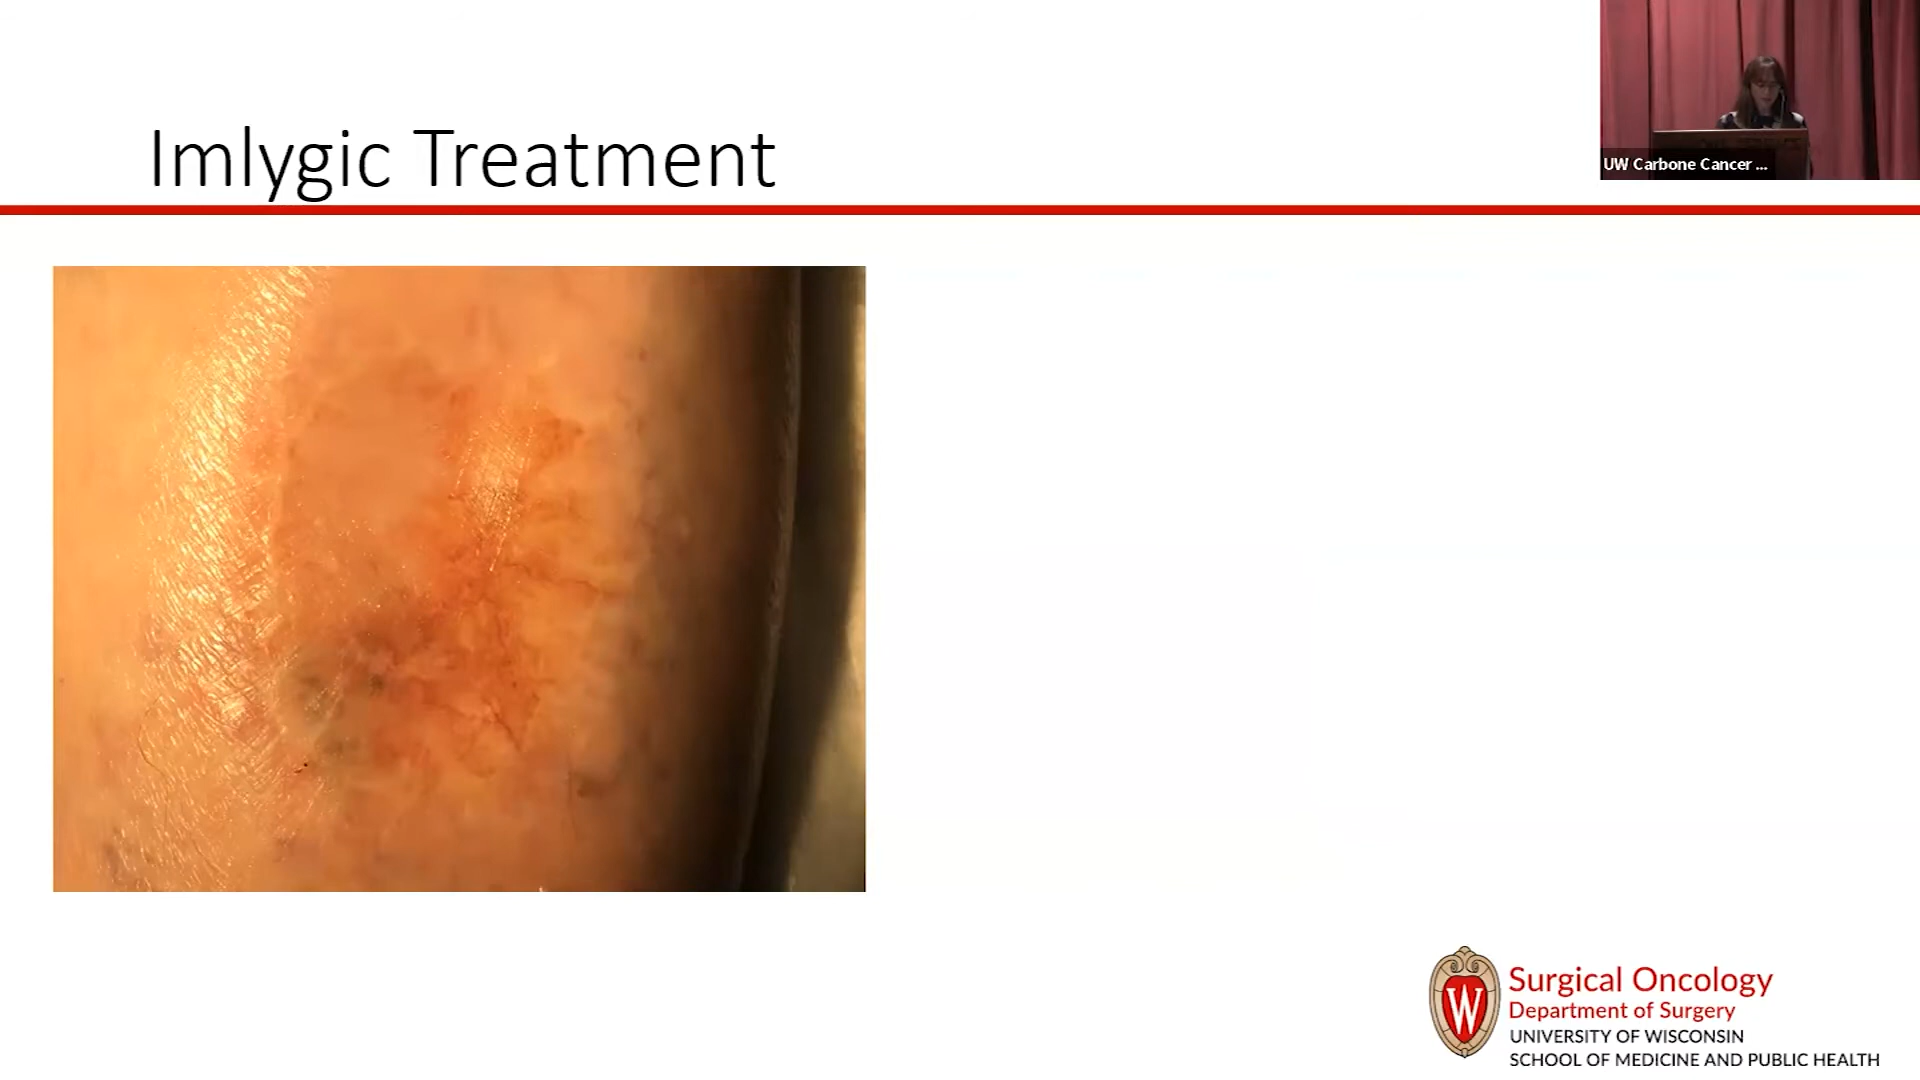 Imlygic Treatment
UW Carbone Cancer ...
W
Surgical Oncology
Department of Surgery
UNIVERSITY OF WISCONSIN
SCHOOL OF MEDICINE AND PUBLIC HEALTH